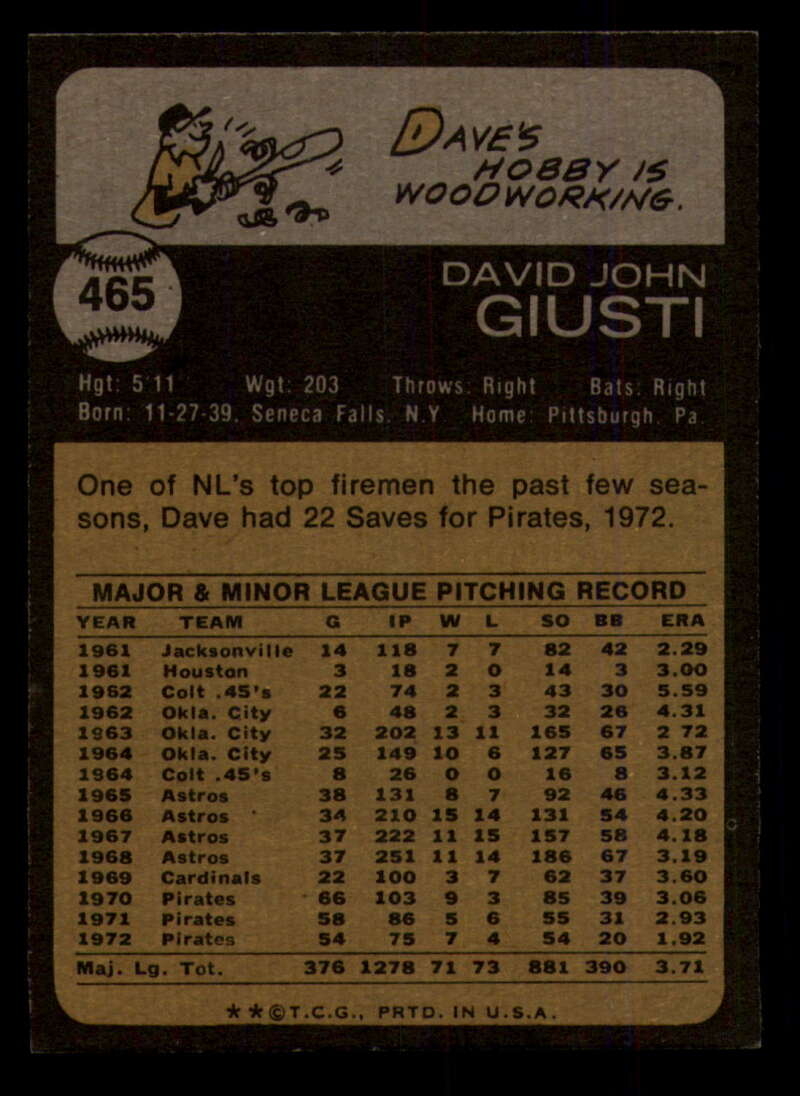 DAVE'S
HOBBY IS
WOODWORKING.
465
DAVID JOHN
GIUSTI
Hgt: 5'11 Wgt: 203 Throws: Right Bats: Right
Born: 11-27-39, Seneca Falls, N.Y. Home: Pittsburgh, Pa.
One of NL's top firemen the past few sea-
sons, Dave had 22 Saves for Pirates, 1972.
MAJOR & MINOR LEAGUE PITCHING RECORD
YEAR TEAM G IP W L SO BB ERA
1961 Jacksonville 14 118 7 7 82 42 2.29
1961 Houston 3 18 2 0 14 3 3.00
1962 Colt .45's 22 74 2 3 43 30 5.59
1962 Okla. City 6 48 2 3 32 26 4.31
1963 Okla. City 32 202 13 11 165 67 2 72
1964 Okla. City 25 149 10 6 127 65 3.87
1964 Colt .45's 8 26 0 0 16 8 3.12
1965 Astros 38 131 8 7 92 46 4.33
1966 Astros 34 210 15 14 131 54 4.20
1967 Astros 37 222 11 15 157 58 4.18
1968 Astros 37 251 11 14 186 67 3.19
1969 Cardinals 22 100 3 7 62 37 3.60
1970 Pirates 66 103 9 3 85 39 3.06
1971 Pirates 58 86 5 6 55 31 2.93
1972 Pirates 54 75 7 4 54 20 1.92
Maj. Lg. Tot. 376 1278 71 73 881 390 3.71
**©T.C.G., PRTD. IN U.S.A.